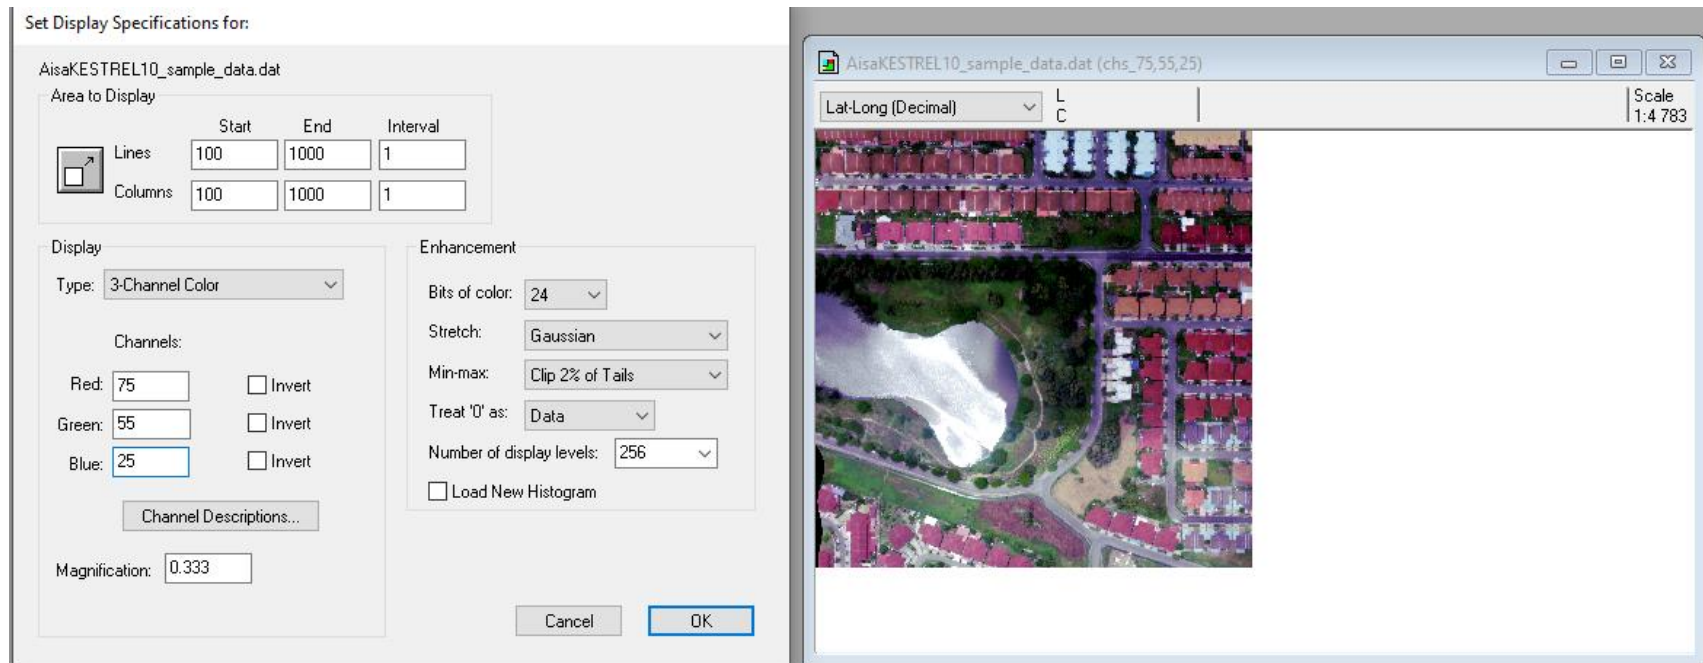 Set Display Specifications for:
AisaKESTREL10_sample_data.dat
Area to Display
Start End Interval
Lines 100 1000 1
Columns 100 1000 1
Display
Type: 3-Channel Color
Channels:
Red: 75 Invert
Green: 55 Invert
Blue: 25 Invert
Channel Descriptions...
Magnification: 0.333
Enhancement
Bits of color: 24
Stretch: Gaussian
Min-max: Clip 2% of Tails
Treat '0' as: Data
Number of display levels: 256
Load New Histogram
Cancel OK
AisaKESTREL10_sample_data.dat (chs_75,55,25)
Lat-Long (Decimal) L
C
Scale
1:4 783